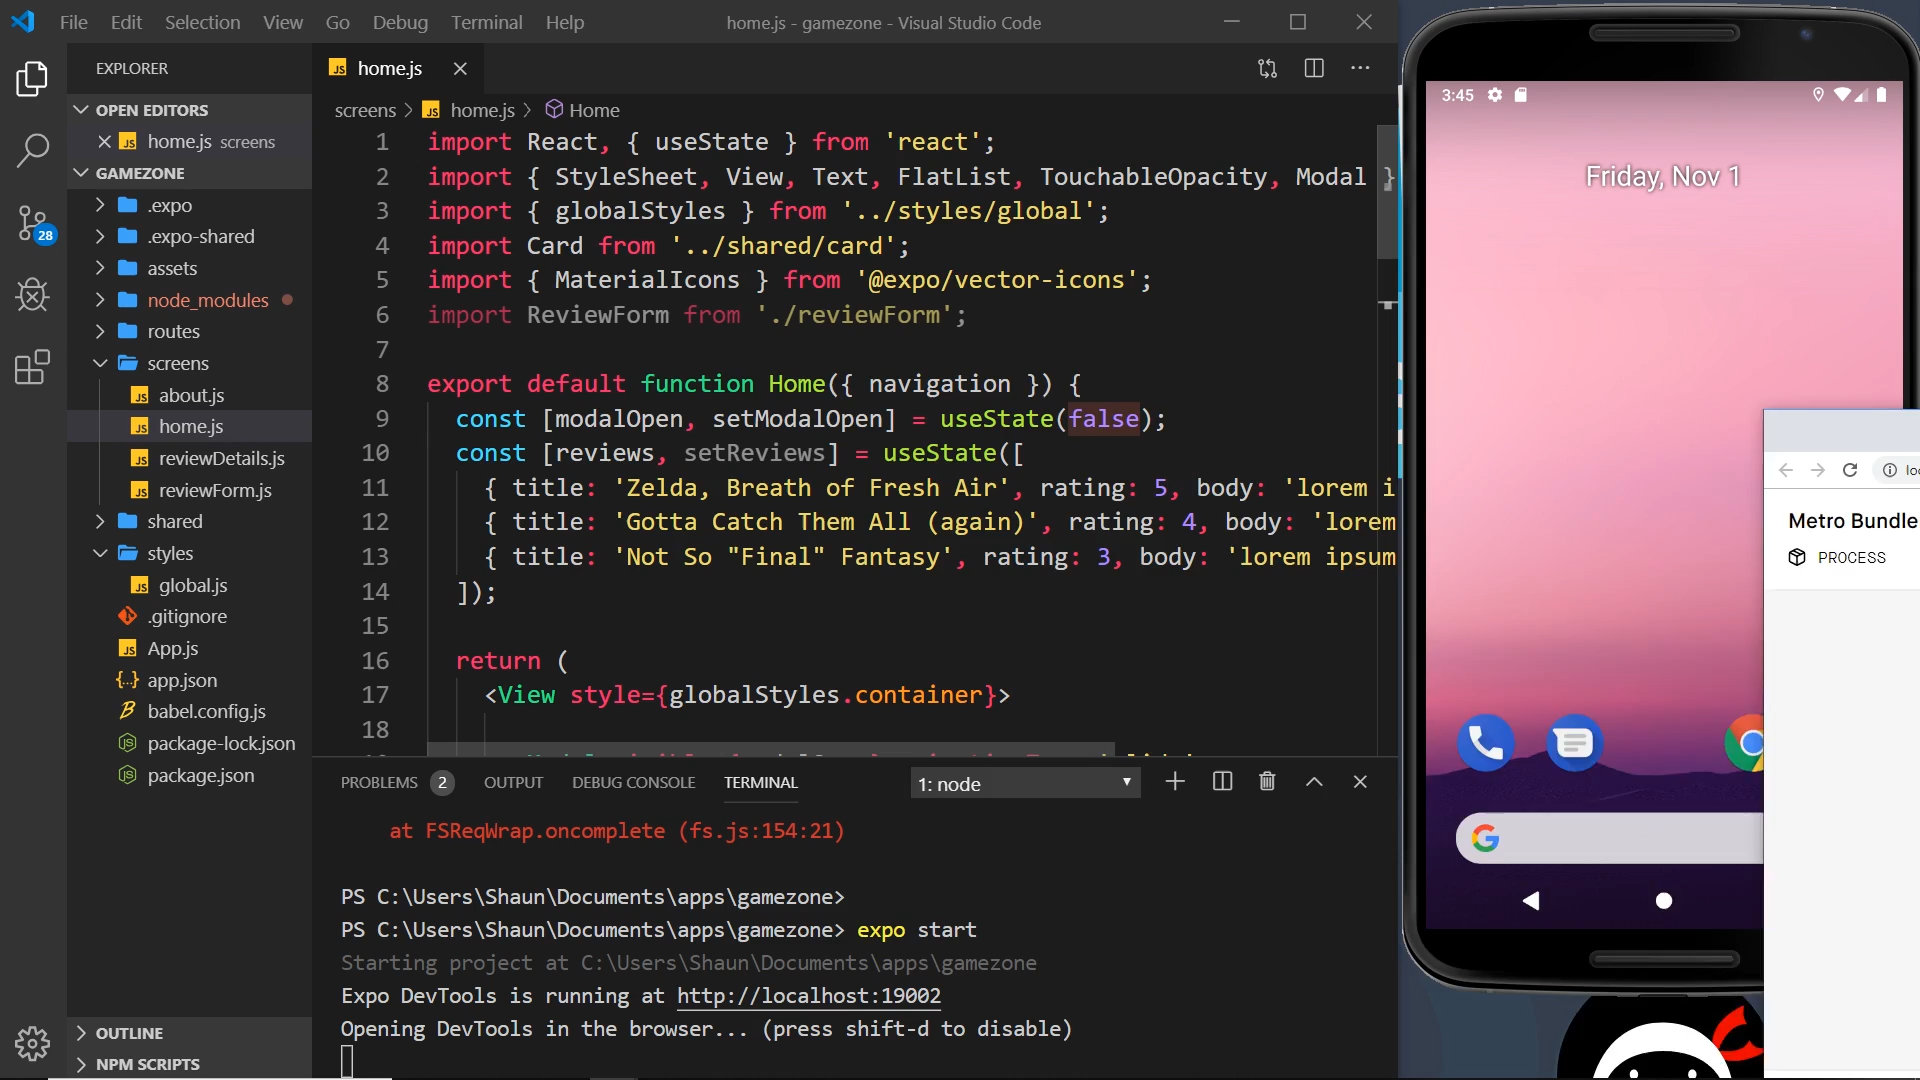 File Edit Selection View Go Debug Terminal Help
home.js - gamezone - Visual Studio Code
EXPLORER
OPEN EDITORS
home.js screens
GAMEZONE
.expo
.expo-shared
assets
node_modules
routes
screens
about.js
home.js
reviewDetails.js
reviewForm.js
shared
styles
global.js
.gitignore
App.js
app.json
babel.config.js
package-lock.json
package.json
OUTLINE
NPM SCRIPTS
28
JS home.js
screens > JS home.js > Home
1 import React, { useState } from 'react';
2 import { StyleSheet, View, Text, FlatList, TouchableOpacity, Modal }
3 import { globalStyles } from '../styles/global';
4 import Card from '../shared/card';
5 import { MaterialIcons } from '@expo/vector-icons';
6 import ReviewForm from './reviewForm';
7
8 export default function Home({ navigation }) {
9 const [modalOpen, setModalOpen] = useState(false);
10 const [reviews, setReviews] = useState([
11 { title: 'Zelda, Breath of Fresh Air', rating: 5, body: 'lorem i
12 { title: 'Gotta Catch Them All (again)', rating: 4, body: 'lorem
13 { title: 'Not So "Final" Fantasy', rating: 3, body: 'lorem ipsum
14 ]);
15
16 return (
17 <View style={globalStyles.container}>
18
PROBLEMS 2 OUTPUT DEBUG CONSOLE TERMINAL 1: node
at FSReqWrap.oncomplete (fs.js:154:21)
PS C:\Users\Shaun\Documents\apps\gamezone>
PS C:\Users\Shaun\Documents\apps\gamezone> expo start
Starting project at C:\Users\Shaun\Documents\apps\gamezone
Expo DevTools is running at http://localhost:19002
Opening DevTools in the browser... (press shift-d to disable)
3:45
Friday, Nov 1
G
loc
Metro Bundle
PROCESS